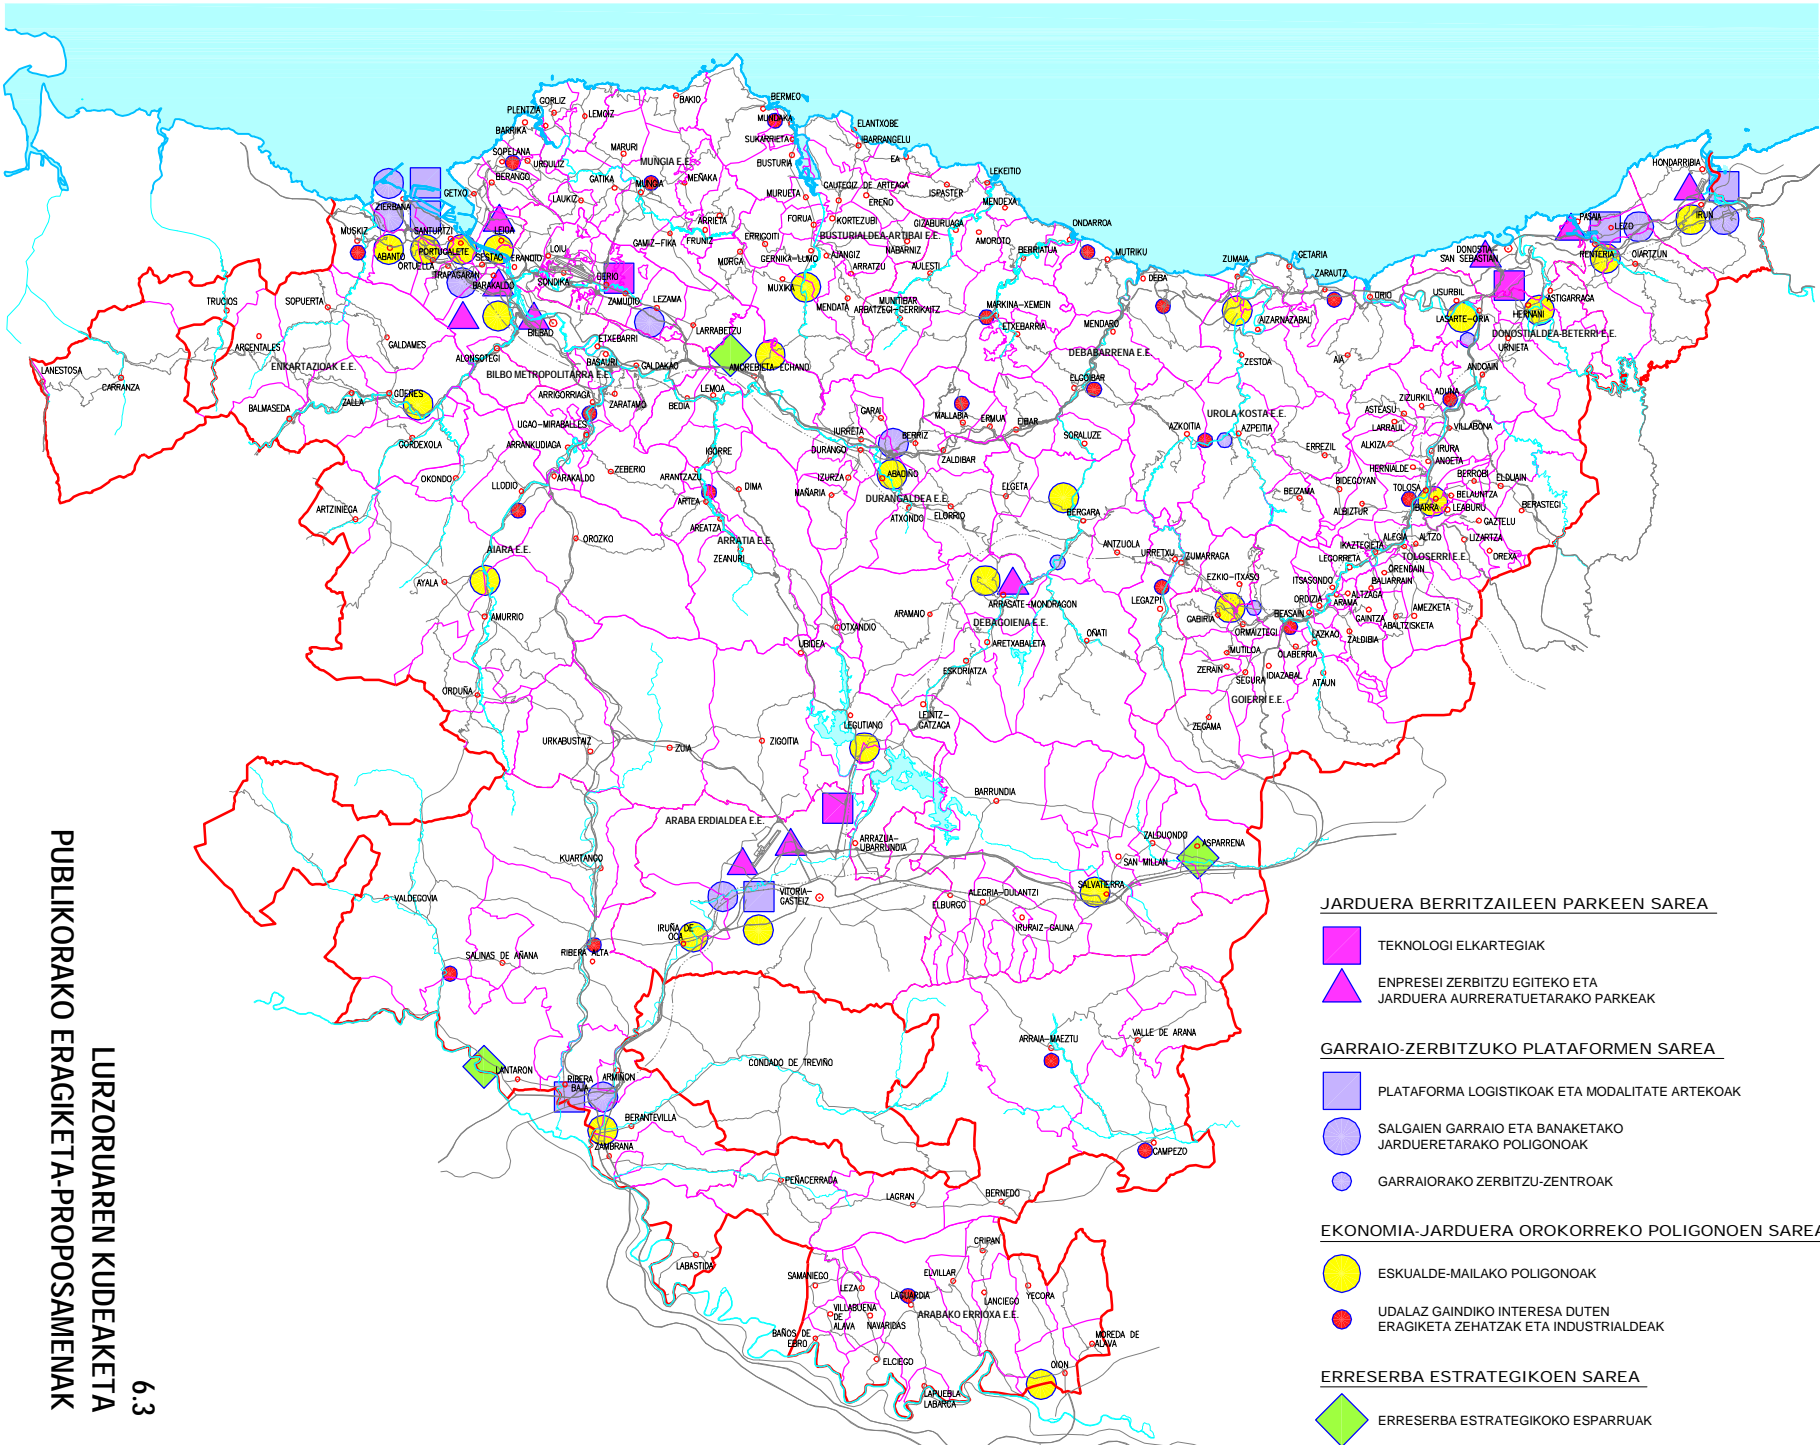 GORLIZ
BAKIO
BERMEO
PLENTZIA
LEMOIZ
MUNDAKA
ELANTXOBE
BARRIKA
SUKARRIETA
IBARRANGELU
SOPELANA
URDULIZ
MARURI
MUNGIA E.E.
BUSTURIA
EA
HONDARRIBIA
BERANGO
GATIKA
MUNGIA
MEÑAKA
LEKEITIO
GETXO
LAUKIZ
MURUETA
GAUTEGIZ DE ARTEAGA
EREÑO
ISPASTER
MENDEXA
ZIERBANA
ARRIETA
FORUA
KORTEZUBI
GIZABURUAGA
ONDARROA
PASAIA
IRUN
LEZO
MUSKIZ
SANTURTZI
LEIOA
GAMIZ-FIKA
FRUNIZ
ERRIGOITI
BUSTURIALDEA-ARTIBAI E.E.
AMOROTO
BERRIATUA
MUTRIKU
ABANTO
PORTUGALETE
ORTUELLA
SESTAO
ERANDIO
LOIU
MORGA
GERNIKA-LUMO
AJANGIZ
NABARNIZ
ARRATZU
AULESTI
DEBA
ZUMAIA
GETARIA
ZARAUTZ
DONOSTIA-
SAN SEBASTIAN
RENTERIA
OIARTZUN
TRAPAGARAN
BARAKALDO
SONDIKA
DERIO
ZAMUDIO
MUXIKA
MENDATA
MUNITIBAR
ARBATZEGI-GERRIKAITZ
MARKINA-XEMEIN
ORIO
USURBIL
ASTIGARRAGA
TRUCIOS
SOPUERTA
LEZAMA
BILBAO
LARRABETZU
ETXEBARRIA
MENDARO
AIZARNAZABAL
LASARTE-ORIA
HERNANI
DONOSTIALDEA-BETERRI E.E.
URNIETA
ARCENTALES
GALDAMES
ETXEBARRI
ALONSOTEGI
BASAURI
GALDAKAO
AMOREBIETA-ECHANO
DEBABARRENA E.E.
ZESTOA
AIA
LANESTOSA
CARRANZA
ENKARTAZIOAK E.E.
BILBO METROPOLITARRA E.E.
ANDOAIN
ELGOIBAR
ZALLA
GÜEÑES
ARRIGORRIAGA
ZARATAMO
BEDIA
LEMOA
BALMASEDA
UGAO-MIRABALLES
GARAI
MALLABIA
ERMUA
EIBAR
UROLA KOSTA E.E.
ZIZURKIL
ADUNA
ASTEASU
LARRAUL
VILLABONA
GORDEXOLA
ARRANKUDIAGA
IURRETA
BERRIZ
SORALUZE
AZKOITIA
AZPEITIA
ERREZIL
ALKIZA
IRURA
ANOETA
IGORRE
DURANGO
ZALDIBAR
HERNIALDE
BERROBI
OKONDO
LLODIO
ARAKALDO
ZEBERIO
ARANTZAZU
DIMA
IZURZA
ABADIÑO
BIDEGOYAN
TOLOSA
ELDUAIN
BELAUNTZA
ARTZINIEGA
ARTEA
MAÑARIA
DURANGALDEA E.E.
ELGETA
BEIZAMA
IBARRA
LEABURU
BERASTEGI
AREATZA
ATXONDO
ELORRIO
BERGARA
ALBIZTUR
GAZTELU
AIARA E.E.
OROZKO
ARRATIA E.E.
ALEGIA
ALTZO
LIZARTZA
ZEANURI
ANTZUOLA
URRETXU
ZUMARRAGA
IKAZTEGIETA
LEGORRETA
TOLOSERRI E.E.
OREXA
ORENDAIN
AYALA
EZKIO-ITXASO
ITSASONDO
BALIARRAIN
ARRASATE-MONDRAGON
LEGAZPI
ORDIZIA
ARAMA
ALTZAGA
AMEZKETA
AMURRIO
ARAMAIO
DEBAGOIENA E.E.
GABIRIA
BEASAIN
GAINTZA
ABALTZISKETA
OTXANDIO
OÑATI
ORMAIZTEGI
LAZKAO
ZALDIBIA
UBIDEA
ARETXABALETA
MUTILOA
OLABERRIA
ORDUÑA
ESKORIATZA
ZERAIN
SEGURA
IDIAZABAL
ATAUN
GOIERRI E.E.
LEGUTIANO
LEINTZ-
GATZAGA
ZEGAMA
URKABUSTAIZ
ZUIA
ZIGOITIA
BARRUNDIA
ARABA ERDIALDEA E.E.
ARRAZUA-
UBARRUNDIA
ZALDUONDO
ASPARRENA
KUARTANGO
SAN MILLAN
VALDEGOVIA
VITORIA-
GASTEIZ
SALVATIERRA
ALEGRIA-DULANTZI
ELBURGO
IRURAIZ-GAUNA
IRUÑA DE
OCA
SALINAS DE AÑANA
RIBERA ALTA
ARRAIA-MAEZTU
VALLE DE ARANA
LANTARON
RIBERA
BAJA
ARMIÑON
CONDADO DE TREVIÑO
BERANTEVILLA
ZAMBRANA
CAMPEZO
PEÑACERRADA
LAGRAN
BERNEDO
LABASTIDA
CRIPAN
SAMANIEGO
LEZA
ELVILLAR
LAGUARDIA
LANCIEGO
YECORA
VILLABUENA
DE
ALAVA
NAVARIDAS
ARABAKO ERRIOXA E.E.
BAÑOS DE
EBRO
MOREDA DE
ALAVA
ELCIEGO
OION
LAPUEBLA
LABARCA
JARDUERA BERRITZAILEEN PARKEEN SAREA
TEKNOLOGI ELKARTEGIAK
ENPRESEI ZERBITZU EGITEKO ETA
JARDUERA AURRERATUETARAKO PARKEAK
GARRAIO-ZERBITZUKO PLATAFORMEN SAREA
PLATAFORMA LOGISTIKOAK ETA MODALITATE ARTEKOAK
SALGAIEN GARRAIO ETA BANAKETAKO
JARDUERETARAKO POLIGONOAK
GARRAIORAKO ZERBITZU-ZENTROAK
EKONOMIA-JARDUERA OROKORREKO POLIGONOEN SAREA
ESKUALDE-MAILAKO POLIGONOAK
UDALAZ GAINDIKO INTERESA DUTEN
ERAGIKETA ZEHATZAK ETA INDUSTRIALDEAK
ERRESERBA ESTRATEGIKOEN SAREA
ERRESERBA ESTRATEGIKOKO ESPARRUAK
6.3
LURZORUAREN KUDEAKETA
PUBLIKORAKO ERAGIKETA-PROPOSAMENAK